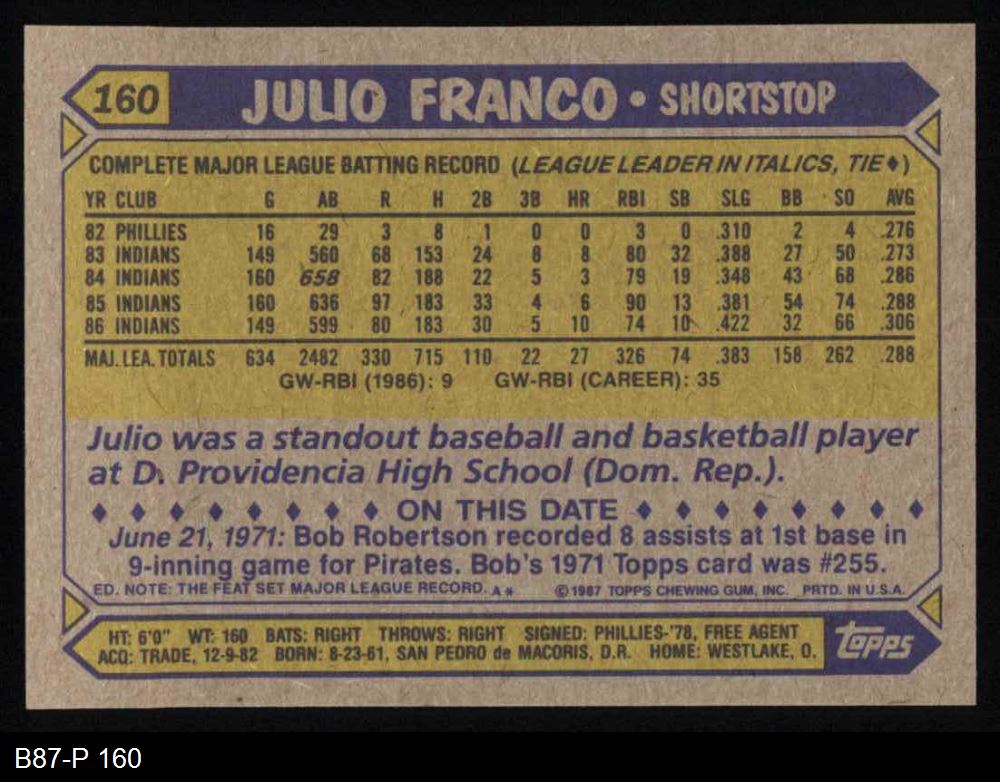 160 JULIO FRANCO • SHORTSTOP
COMPLETE MAJOR LEAGUE BATTING RECORD (LEAGUE LEADER IN ITALICS, TIE♦)
YR CLUB G AB R H 2B 3B HR RBI SB SLG BB SO AVG
82 PHILLIES 16 29 3 8 1 0 0 3 0 .310 2 4 .276
83 INDIANS 149 560 68 153 24 8 8 80 32 .388 27 50 .273
84 INDIANS 160 658 82 188 22 5 3 79 19 .348 43 68 .286
85 INDIANS 160 636 97 183 33 4 6 90 13 .381 54 74 .288
86 INDIANS 149 599 80 183 30 5 10 74 10 .422 32 66 .306
MAJ. LEA. TOTALS 634 2482 330 715 110 22 27 326 74 .383 158 262 .288
GW-RBI (1986): 9 GW-RBI (CAREER): 35
Julio was a standout baseball and basketball player
at D. Providencia High School (Dom. Rep.).
♦ ♦ ♦ ♦ ♦ ♦ ♦ ♦ ON THIS DATE ♦ ♦ ♦ ♦ ♦ ♦ ♦ ♦
June 21, 1971: Bob Robertson recorded 8 assists at 1st base in
9-inning game for Pirates. Bob's 1971 Topps card was #255.
ED. NOTE: THE FEAT SET MAJOR LEAGUE RECORD. A* ©1987 TOPPS CHEWING GUM, INC. PRTD. IN U.S.A.
HT: 6'0" WT: 160 BATS: RIGHT THROWS: RIGHT SIGNED: PHILLIES-'78, FREE AGENT
ACQ: TRADE, 12-9-82 BORN: 8-23-61, SAN PEDRO de MACORIS, D.R. HOME: WESTLAKE, O.
Topps
B87-P 160